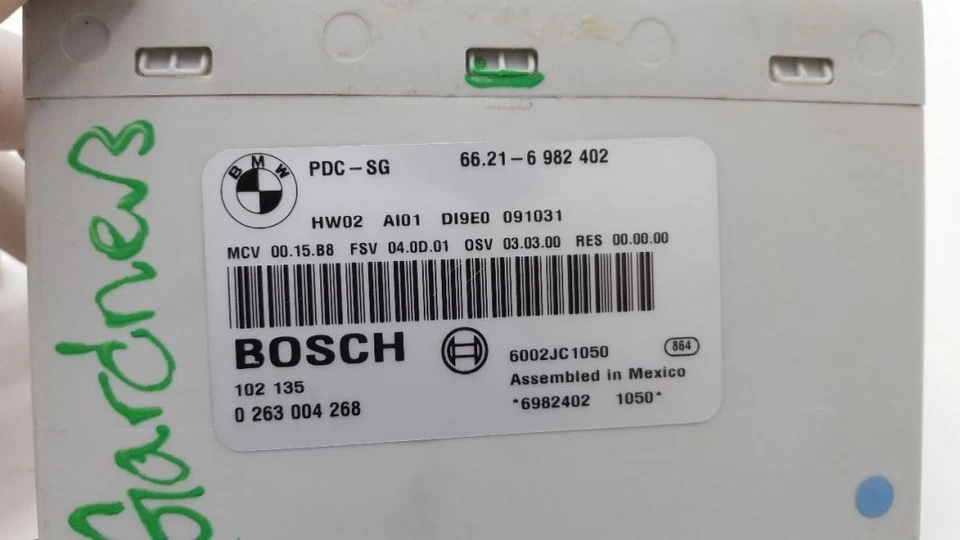 Gardners
BMW
PDC-SG 66.21-6 982 402
HW02 AI01 DI9E0 091031
MCV 00.15.B8 FSV 04.0D.01 OSV 03.03.00 RES 00.00.00
BOSCH
6002JC1050 864
102 135 Assembled in Mexico
0 263 004 268 *6982402 1050*